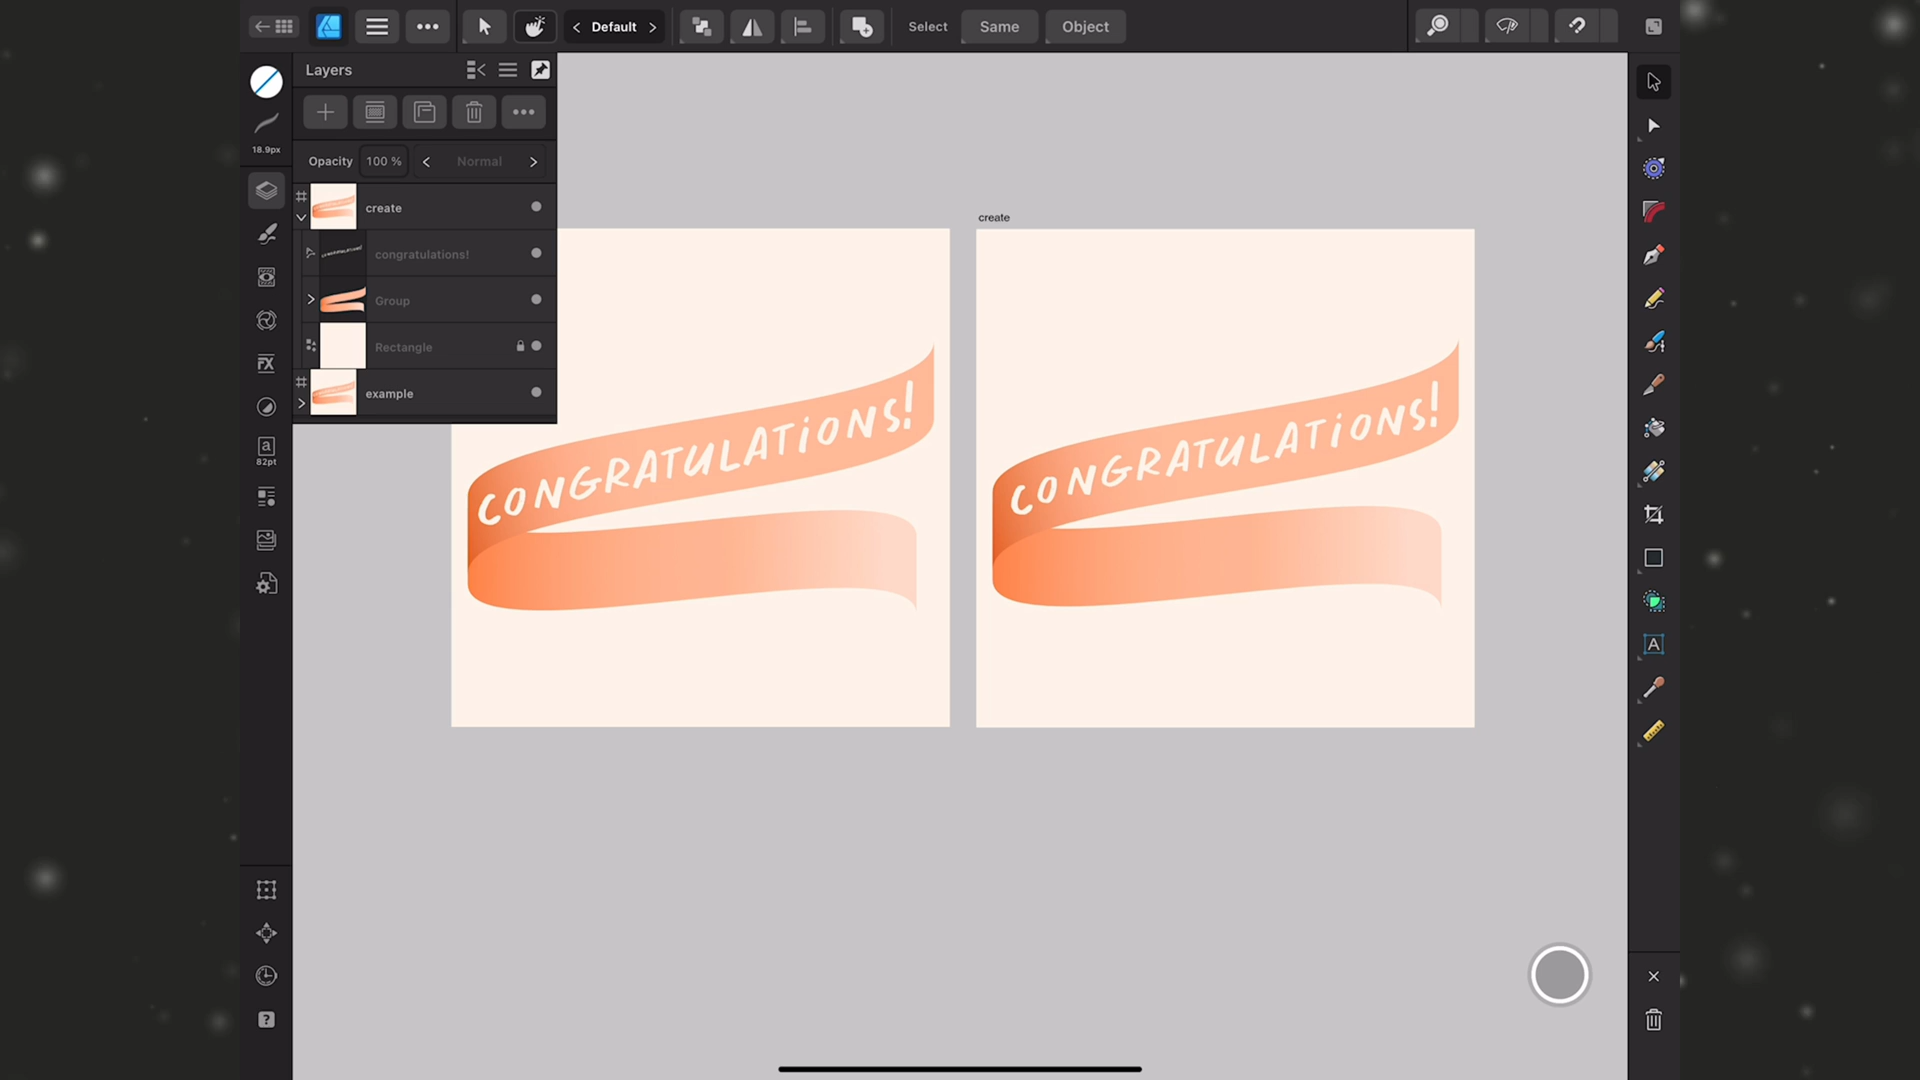 Default
Select
Same
Object
Layers
18.9px
Opacity
100 %
Normal
create
congratulations!
Group
Rectangle
example
FX
a
82pt
?
create
CONGRATULATIONS!
CONGRATULATIONS!
A